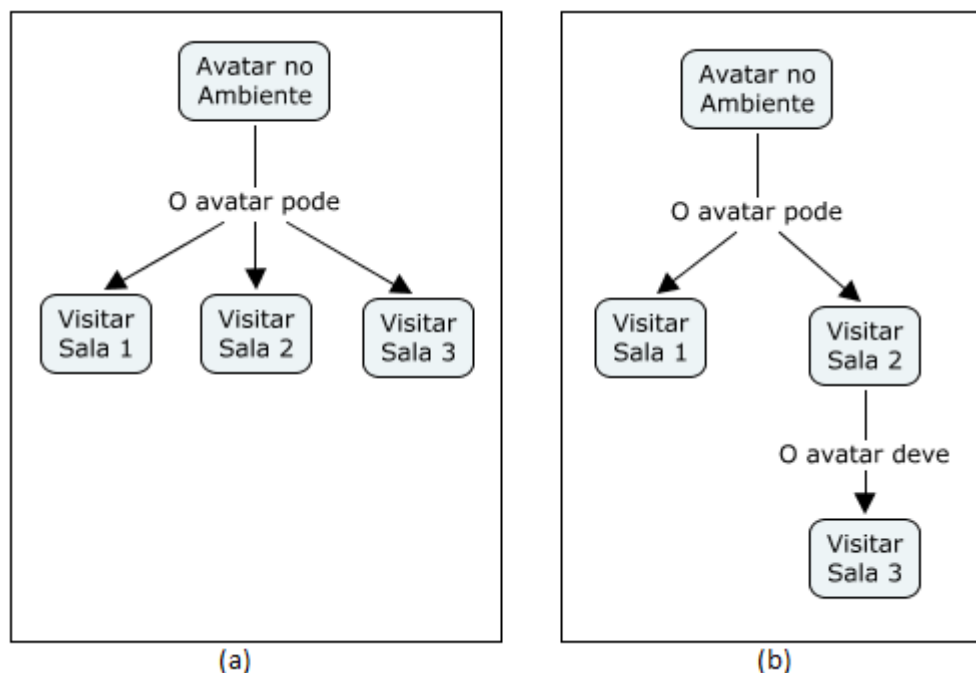 Avatar no
Ambiente
O avatar pode
Visitar
Sala 1
Visitar
Sala 2
Visitar
Sala 3
(a)
Avatar no
Ambiente
O avatar pode
Visitar
Sala 1
Visitar
Sala 2
O avatar deve
Visitar
Sala 3
(b)